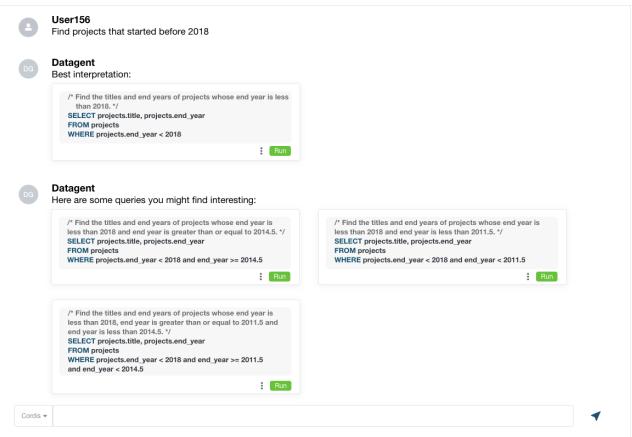 User156
Find projects that started before 2018
DG
Datagent
Best interpretation:
/* Find the titles and end years of projects whose end year is less
than 2018. */
SELECT projects.title, projects.end_year
FROM projects
WHERE projects.end_year < 2018
Run
DG
Datagent
Here are some queries you might find interesting:
/* Find the titles and end years of projects whose end year is
less than 2018 and end year is greater than or equal to 2014.5. */
SELECT projects.title, projects.end_year
FROM projects
WHERE projects.end_year < 2018 and end_year >= 2014.5
Run
/* Find the titles and end years of projects whose end year is
less than 2018 and end year is less than 2011.5. */
SELECT projects.title, projects.end_year
FROM projects
WHERE projects.end_year < 2018 and end_year < 2011.5
Run
/* Find the titles and end years of projects whose end year is
less than 2018, end year is greater than or equal to 2011.5 and
end year is less than 2014.5. */
SELECT projects.title, projects.end_year
FROM projects
WHERE projects.end_year < 2018 and end_year >= 2011.5
and end_year < 2014.5
Run
Cordis